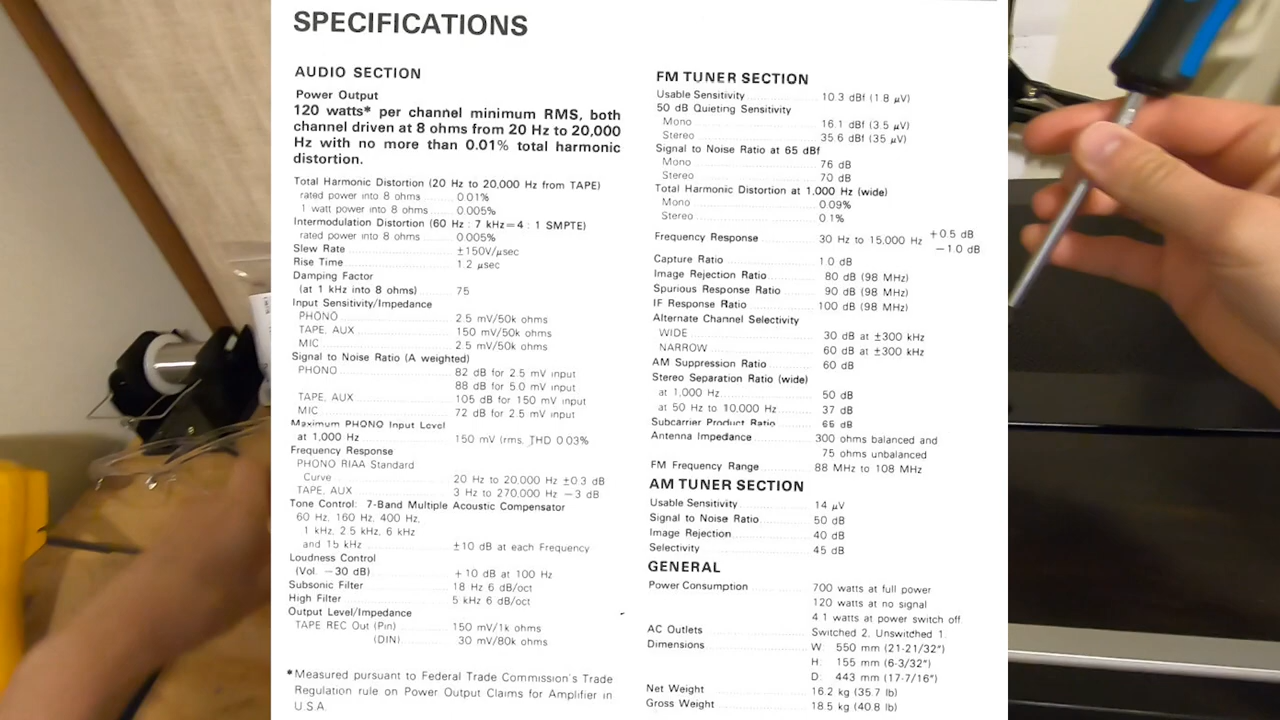 SPECIFICATIONS
AUDIO SECTION
Power Output
120 watts* per channel minimum RMS, both
channel driven at 8 ohms from 20 Hz to 20,000
Hz with no more than 0.01% total harmonic
distortion.
Total Harmonic Distortion (20 Hz to 20,000 Hz from TAPE)
rated power into 8 ohms 0.01%
1 watt power into 8 ohms 0.005%
Intermodulation Distortion (60 Hz : 7 kHz=4 : 1 SMPTE)
rated power into 8 ohms 0.005%
Slew Rate ±150V/µsec
Rise Time 1.2 µsec
Damping Factor
(at 1 kHz into 8 ohms) 75
Input Sensitivity/Impedance
PHONO 2.5 mV/50k ohms
TAPE, AUX 150 mV/50k ohms
MIC 2.5 mV/50k ohms
Signal to Noise Ratio (A weighted)
PHONO 82 dB for 2.5 mV input
88 dB for 5.0 mV input
TAPE, AUX 105 dB for 150 mV input
MIC 72 dB for 2.5 mV input
Maximum PHONO Input Level
at 1,000 Hz 150 mV (rms, THD 0.03%
Frequency Response
PHONO RIAA Standard
Curve 20 Hz to 20,000 Hz ±0.3 dB
TAPE, AUX 3 Hz to 270,000 Hz −3 dB
Tone Control: 7-Band Multiple Acoustic Compensator
60 Hz, 160 Hz, 400 Hz,
1 kHz, 2.5 kHz, 6 kHz
and 15 kHz ±10 dB at each Frequency
Loudness Control
(Vol. −30 dB) +10 dB at 100 Hz
Subsonic Filter 18 Hz 6 dB/oct
High Filter 5 kHz 6 dB/oct
Output Level/Impedance
TAPE REC Out (Pin) 150 mV/1k ohms
(DIN) 30 mV/80k ohms
*Measured pursuant to Federal Trade Commission's Trade
Regulation rule on Power Output Claims for Amplifier in
U.S.A.
FM TUNER SECTION
Usable Sensitivity 10.3 dBf (1.8 µV)
50 dB Quieting Sensitivity
Mono 16.1 dBf (3.5 µV)
Stereo 35.6 dBf (35 µV)
Signal to Noise Ratio at 65 dBf
Mono 76 dB
Stereo 70 dB
Total Harmonic Distortion at 1,000 Hz (wide)
Mono 0.09%
Stereo 0.1%
Frequency Response 30 Hz to 15,000 Hz +0.5 dB
−1.0 dB
Capture Ratio 1.0 dB
Image Rejection Ratio 80 dB (98 MHz)
Spurious Response Ratio 90 dB (98 MHz)
IF Response Ratio 100 dB (98 MHz)
Alternate Channel Selectivity
WIDE 30 dB at ±300 kHz
NARROW 60 dB at ±300 kHz
AM Suppression Ratio 60 dB
Stereo Separation Ratio (wide)
at 1,000 Hz 50 dB
at 50 Hz to 10,000 Hz 37 dB
Subcarrier Product Ratio 66 dB
Antenna Impedance 300 ohms balanced and
75 ohms unbalanced
FM Frequency Range 88 MHz to 108 MHz
AM TUNER SECTION
Usable Sensitivity 14 µV
Signal to Noise Ratio 50 dB
Image Rejection 40 dB
Selectivity 45 dB
GENERAL
Power Consumption 700 watts at full power
120 watts at no signal
4.1 watts at power switch off
AC Outlets Switched 2, Unswitched 1.
Dimensions W: 550 mm (21-21/32")
H: 155 mm (6-3/32")
D: 443 mm (17-7/16")
Net Weight 16.2 kg (35.7 lb)
Gross Weight 18.5 kg (40.8 lb)